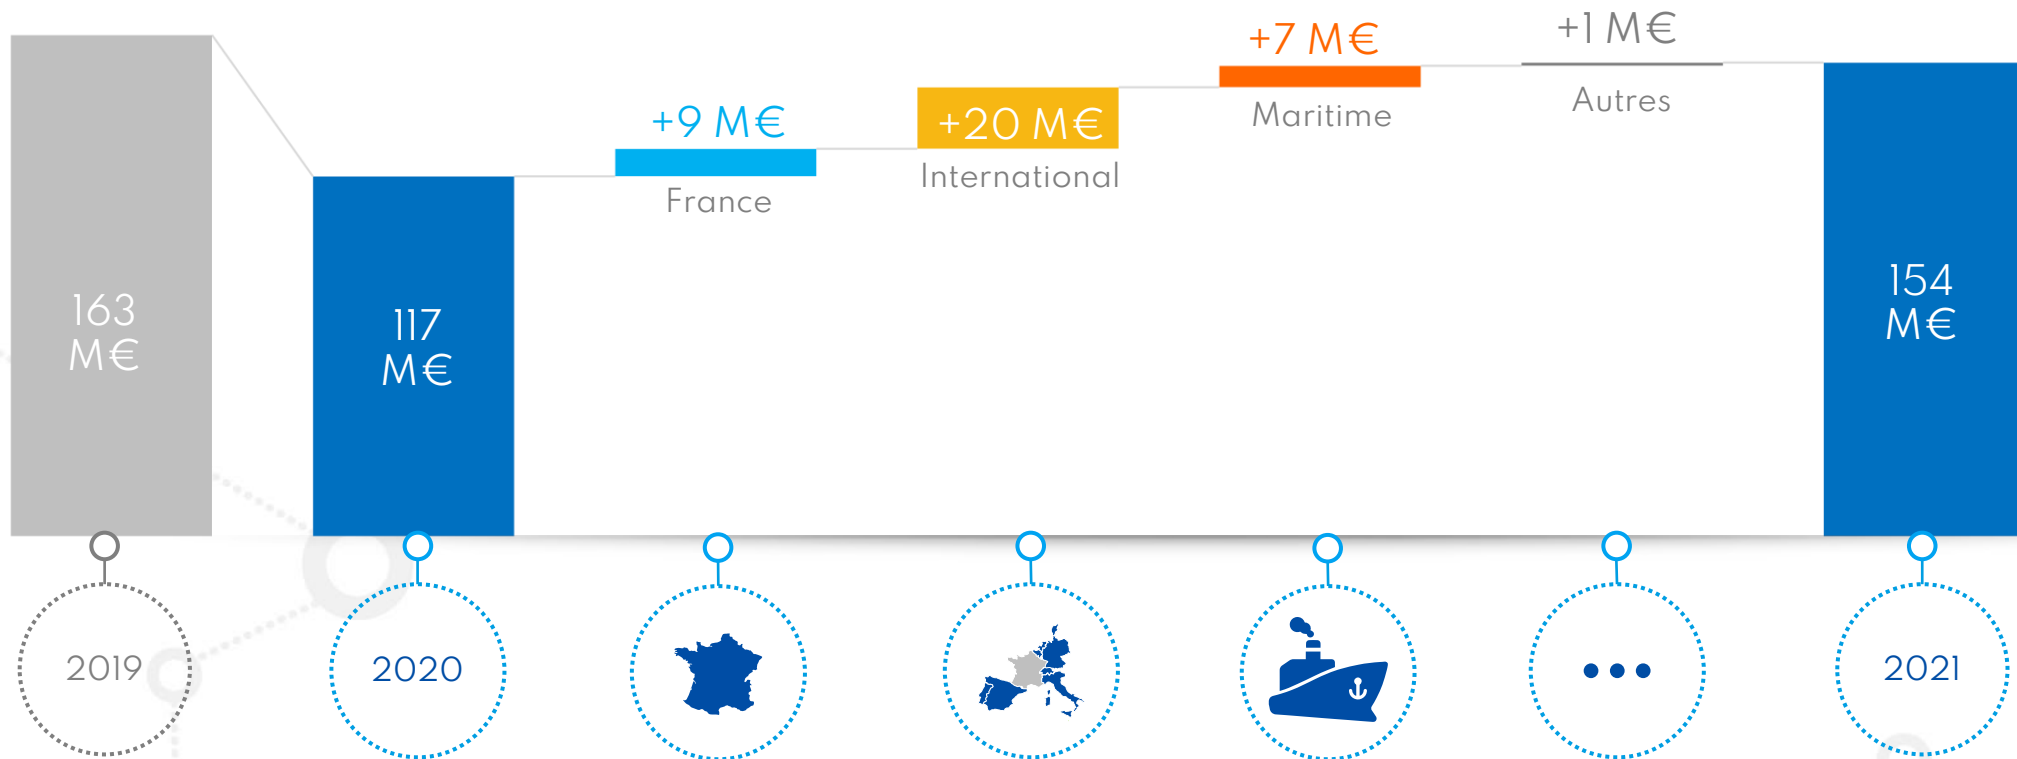 163
M€
117
M€
+9 M€
France
+20 M€
International
+7 M€
Maritime
+1 M€
Autres
154
M€
2019
2020
2021